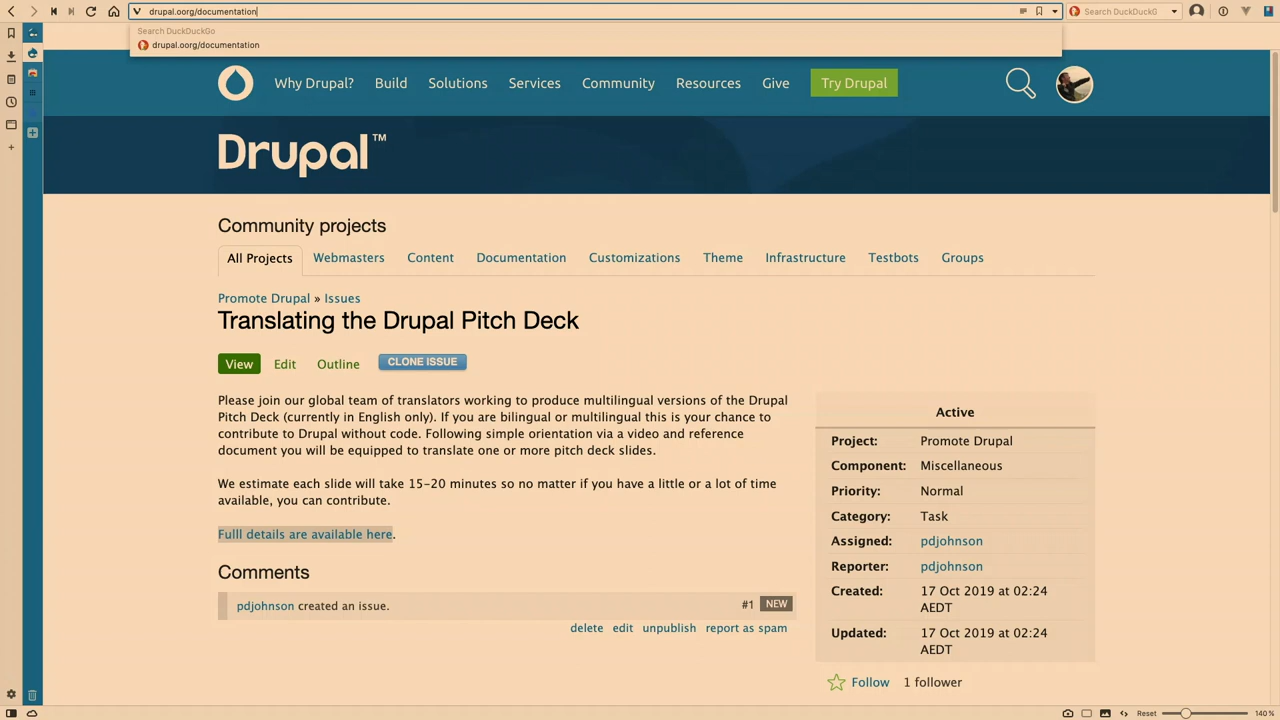 drupal.oorg/documentation
Search DuckDuckG
Search DuckDuckGo
drupal.oorg/documentation
Why Drupal? Build Solutions Services Community Resources Give Try Drupal
Drupal™
Community projects
All Projects Webmasters Content Documentation Customizations Theme Infrastructure Testbots Groups
Promote Drupal » Issues
Translating the Drupal Pitch Deck
View Edit Outline CLONE ISSUE
Please join our global team of translators working to produce multilingual versions of the Drupal
Pitch Deck (currently in English only). If you are bilingual or multilingual this is your chance to
contribute to Drupal without code. Following simple orientation via a video and reference
document you will be equipped to translate one or more pitch deck slides.
We estimate each slide will take 15-20 minutes so no matter if you have a little or a lot of time
available, you can contribute.
Fulll details are available here.
Comments
pdjohnson created an issue. #1 NEW
delete edit unpublish report as spam
Active
Project: Promote Drupal
Component: Miscellaneous
Priority: Normal
Category: Task
Assigned: pdjohnson
Reporter: pdjohnson
Created: 17 Oct 2019 at 02:24
AEDT
Updated: 17 Oct 2019 at 02:24
AEDT
Follow 1 follower
Reset 140 %